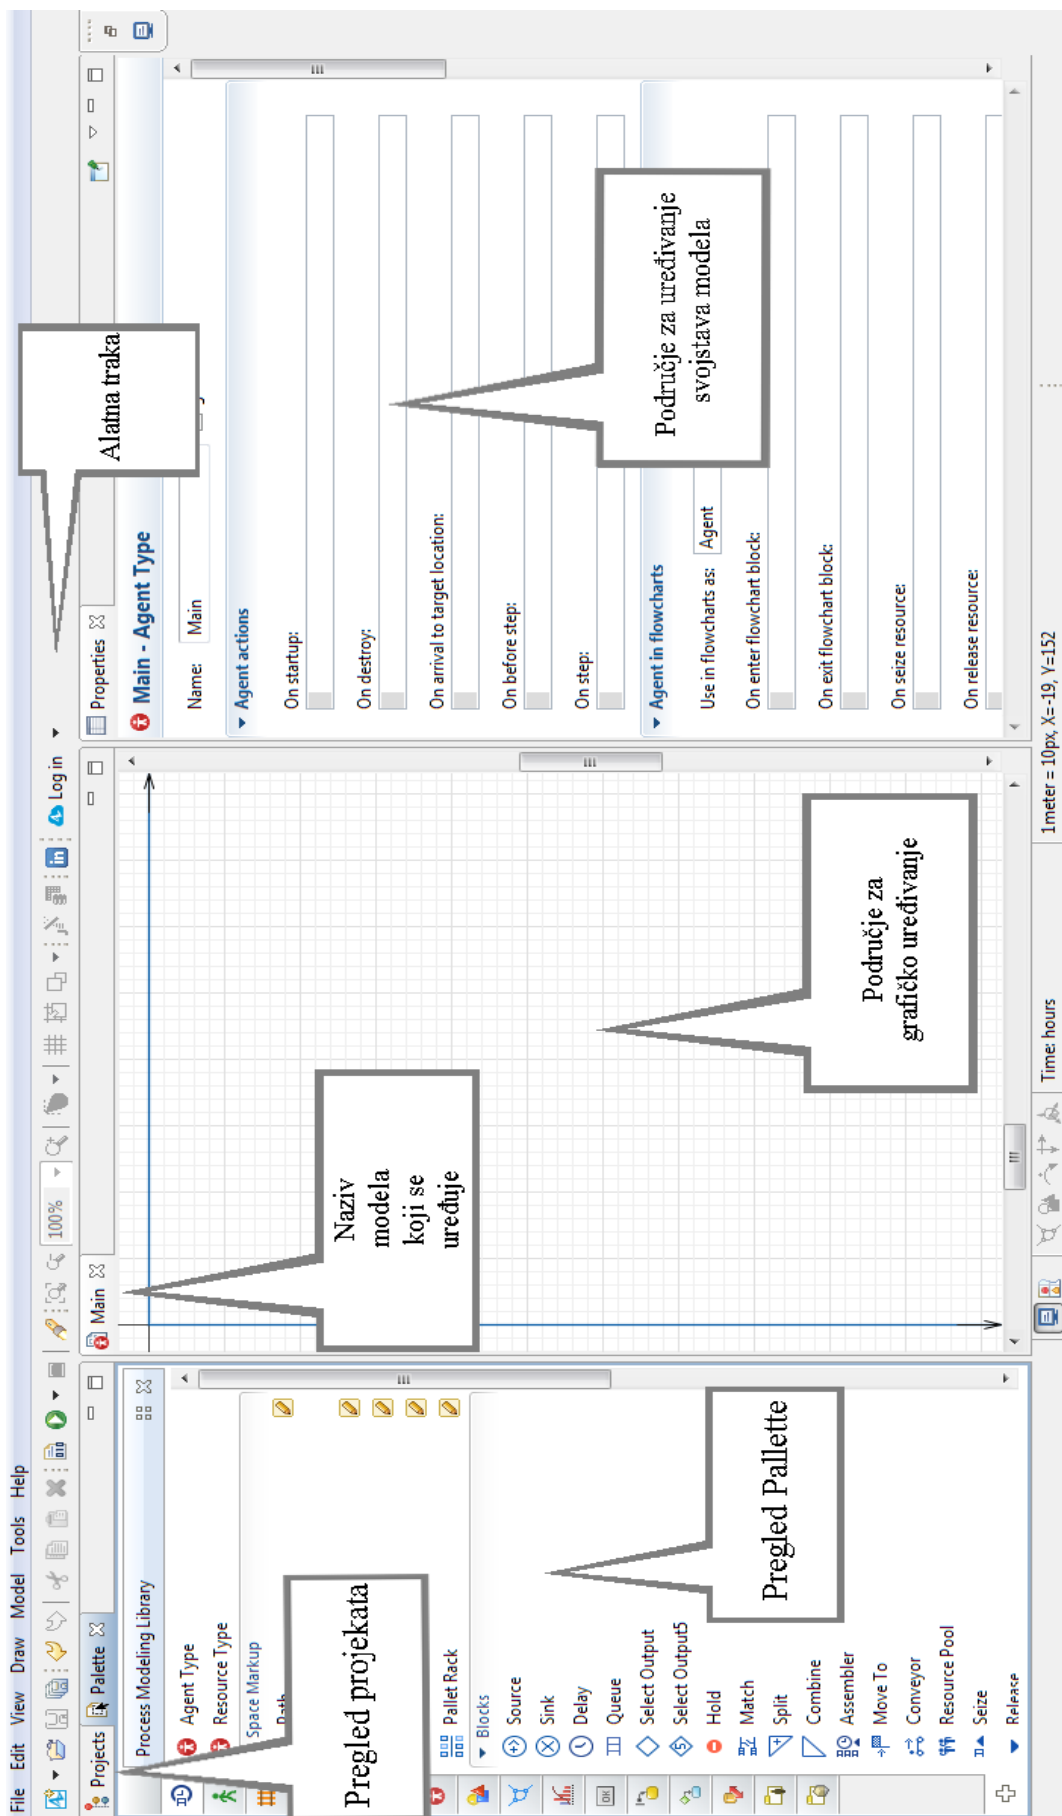 File Edit View Draw Model Tools Help
100%
Log in
Projects
Palette
Main
Properties
Process Modeling Library
Agent Type
Resource Type
Space Markup
Pallet Rack
Blocks
Source
Sink
Delay
Queue
Select Output
Select Output5
Hold
Match
Split
Combine
Assembler
Move To
Conveyor
Resource Pool
Seize
Release
Pregled projekata
Pregled Pallette
Naziv
modela
koji se
uređuje
Područje za
grafičko uređivanje
Alatna traka
Main - Agent Type
Name: Main
Agent actions
On startup:
On destroy:
On arrival to target location:
On before step:
On step:
Agent in flowcharts
Use in flowcharts as: Agent
On enter flowchart block:
On exit flowchart block:
On seize resource:
On release resource:
Područje za uređivanje
svojstava modela
Time: hours
1 meter = 10px, X=-19, Y=152